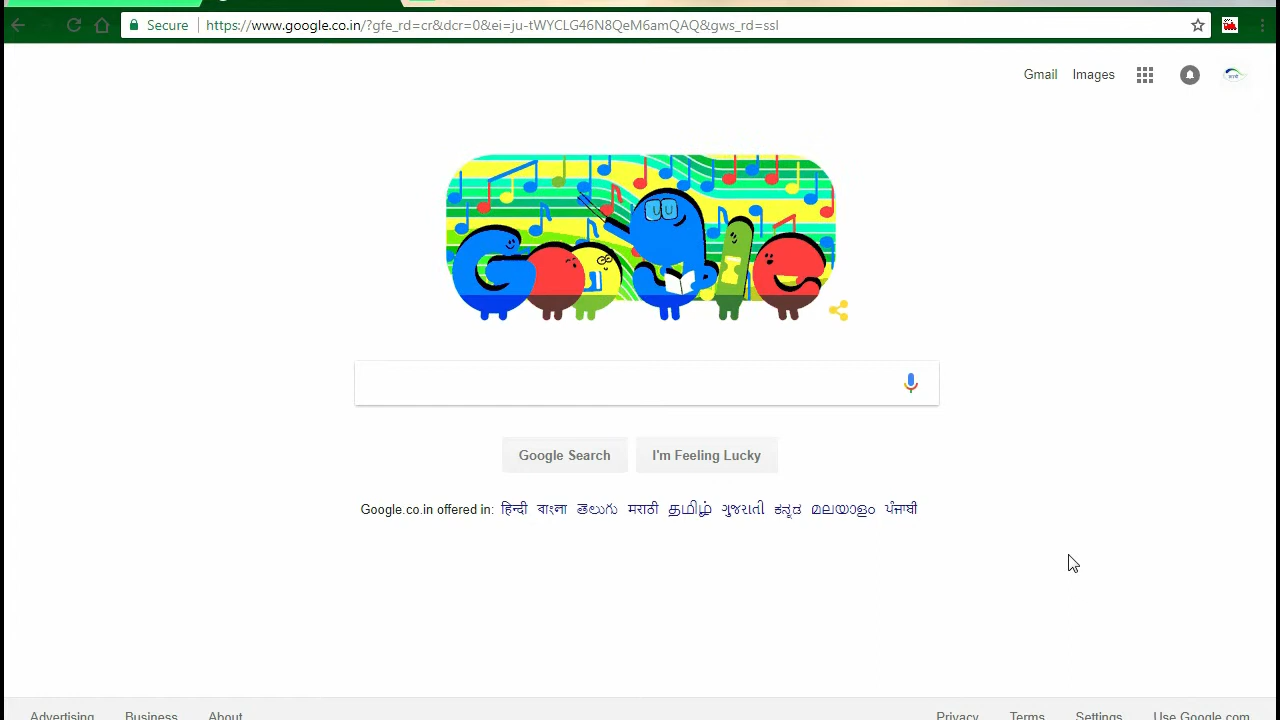 Secure https://www.google.co.in/?gfe_rd=cr&dcr=0&ei=ju-tWYCLG46N8QeM6amQAQ&gws_rd=ssl
Gmail Images
Google Search I'm Feeling Lucky
Google.co.in offered in: हिन्दी বাংলা తెలుగు मराठी தமிழ் ગુજરાતી ಕನ್ನಡ മലയാളം ਪੰਜਾਬੀ
Advertising Business About Privacy Terms Settings Use Google.com